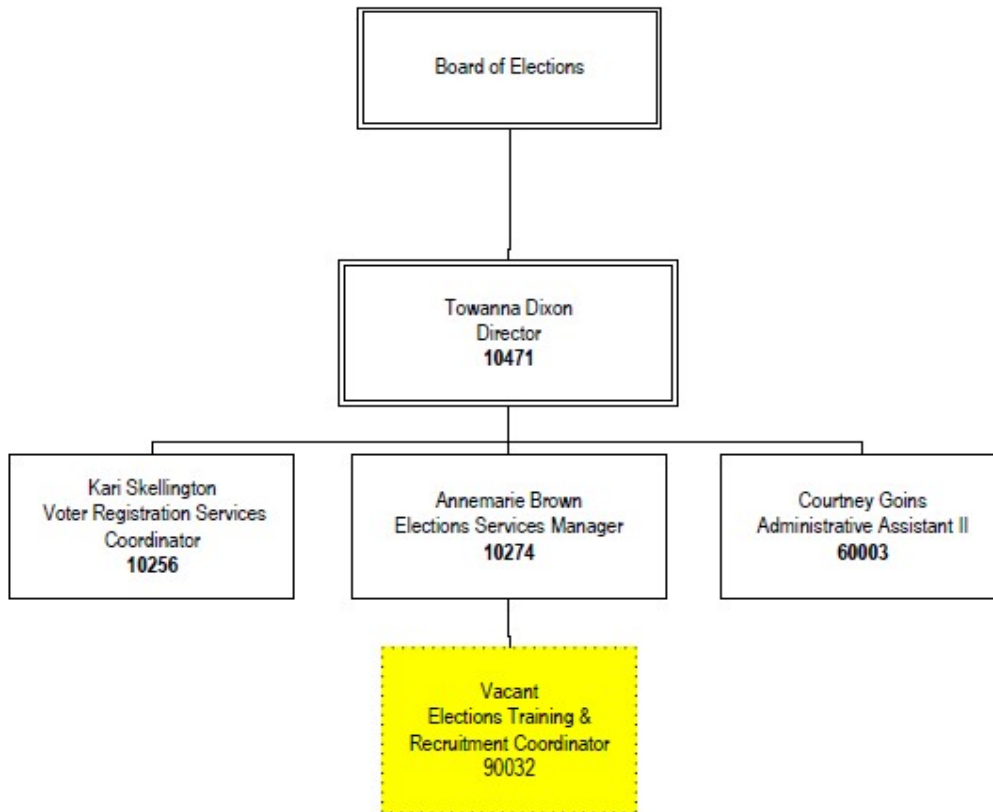 Board of Elections
Towanna Dixon
Director
10471
Kari Skellington
Voter Registration Services
Coordinator
10256
Annemarie Brown
Elections Services Manager
10274
Courtney Goins
Administrative Assistant II
60003
Vacant
Elections Training &
Recruitment Coordinator
90032